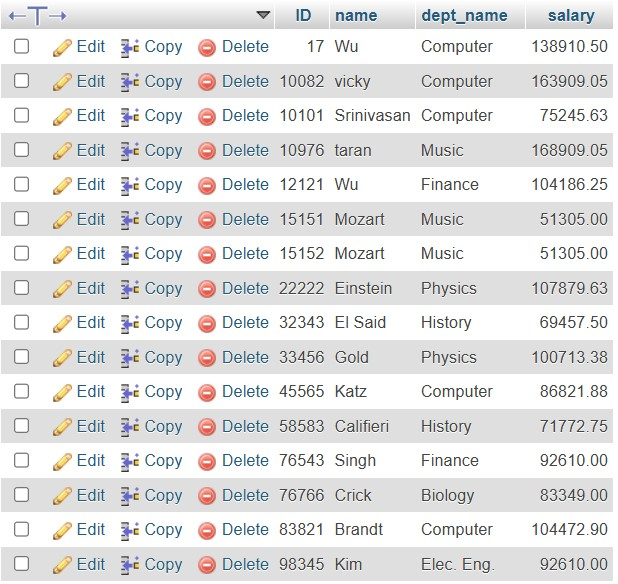 ID name dept_name salary
Edit Copy Delete 17 Wu Computer 138910.50
Edit Copy Delete 10082 vicky Computer 163909.05
Edit Copy Delete 10101 Srinivasan Computer 75245.63
Edit Copy Delete 10976 taran Music 168909.05
Edit Copy Delete 12121 Wu Finance 104186.25
Edit Copy Delete 15151 Mozart Music 51305.00
Edit Copy Delete 15152 Mozart Music 51305.00
Edit Copy Delete 22222 Einstein Physics 107879.63
Edit Copy Delete 32343 El Said History 69457.50
Edit Copy Delete 33456 Gold Physics 100713.38
Edit Copy Delete 45565 Katz Computer 86821.88
Edit Copy Delete 58583 Califieri History 71772.75
Edit Copy Delete 76543 Singh Finance 92610.00
Edit Copy Delete 76766 Crick Biology 83349.00
Edit Copy Delete 83821 Brandt Computer 104472.90
Edit Copy Delete 98345 Kim Elec. Eng. 92610.00